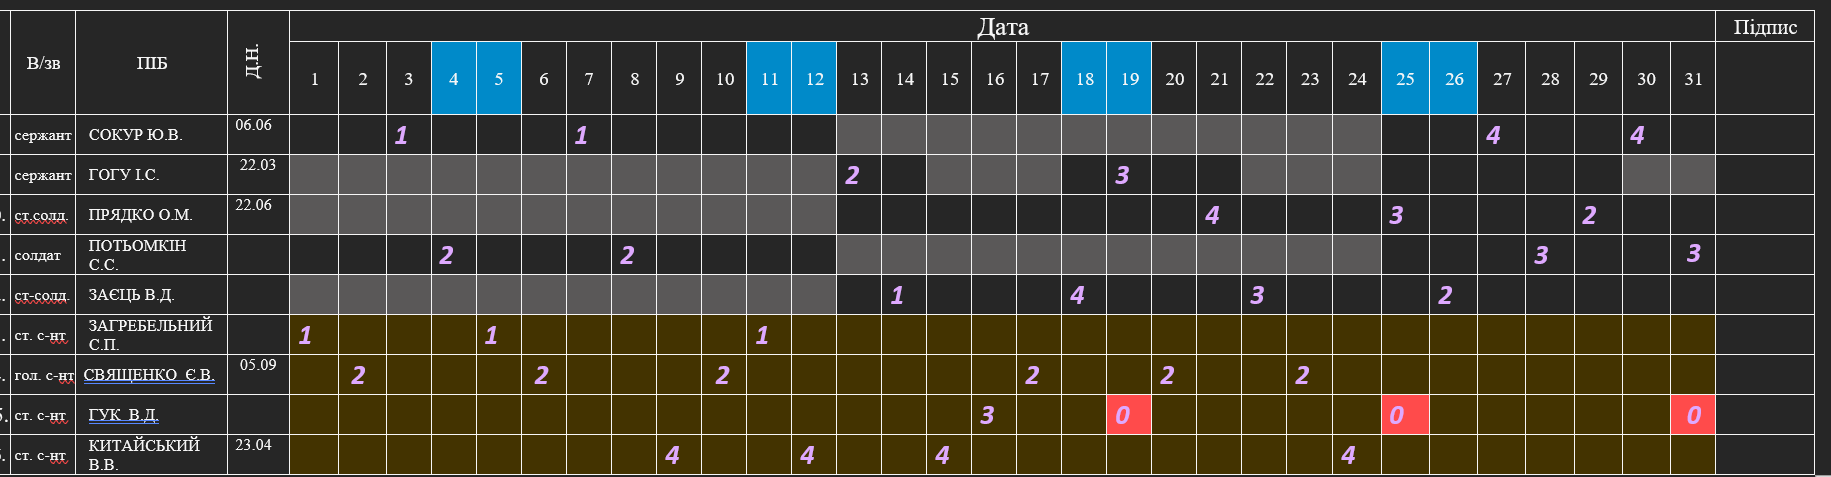 В/зв ПІБ Д.Н. Дата Підпис
1 2 3 4 5 6 7 8 9 10 11 12 13 14 15 16 17 18 19 20 21 22 23 24 25 26 27 28 29 30 31
сержант СОКУР Ю.В. 06.06 1 1 4 4
сержант ГОГУ І.С. 22.03 2 3
ст.солд. ПРЯДКО О.М. 22.06 4 3 2
солдат ПОТЬОМКІН
С.С. 2 2 3 3
ст-солд. ЗАЄЦЬ В.Д. 1 4 3 2
ст. с-нт ЗАГРЕБЕЛЬНИЙ
С.П. 1 1 1
гол. с-нт СВЯЩЕНКО Є.В. 05.09 2 2 2 2 2 2
ст. с-нт ГУК В.Д. 3 0 0 0
ст. с-нт КИТАЙСЬКИЙ
В.В. 23.04 4 4 4 4